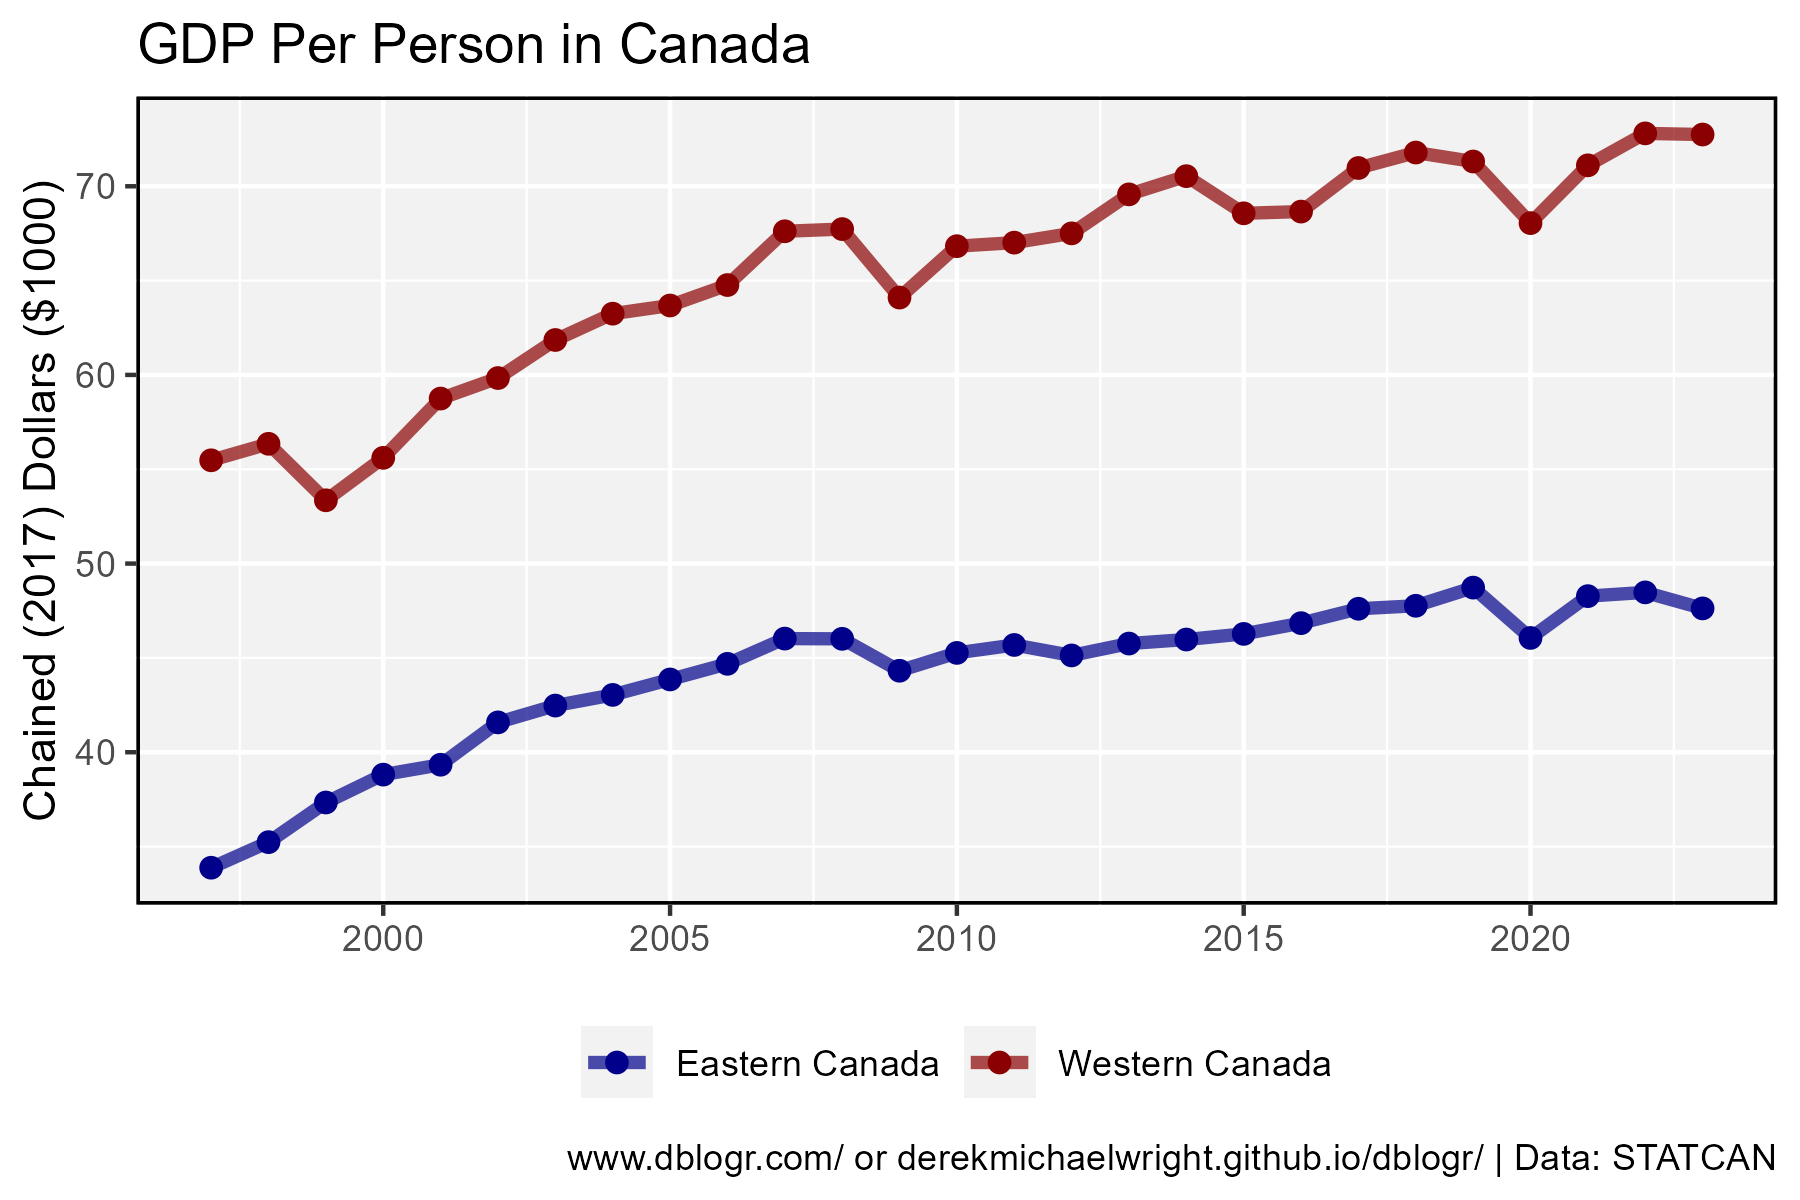 GDP Per Person in Canada
Chained (2017) Dollars ($1000)
70
60
50
40
2000 2005 2010 2015 2020
Eastern Canada Western Canada
www.dblogr.com/ or derekmichaelwright.github.io/dblogr/ | Data: STATCAN